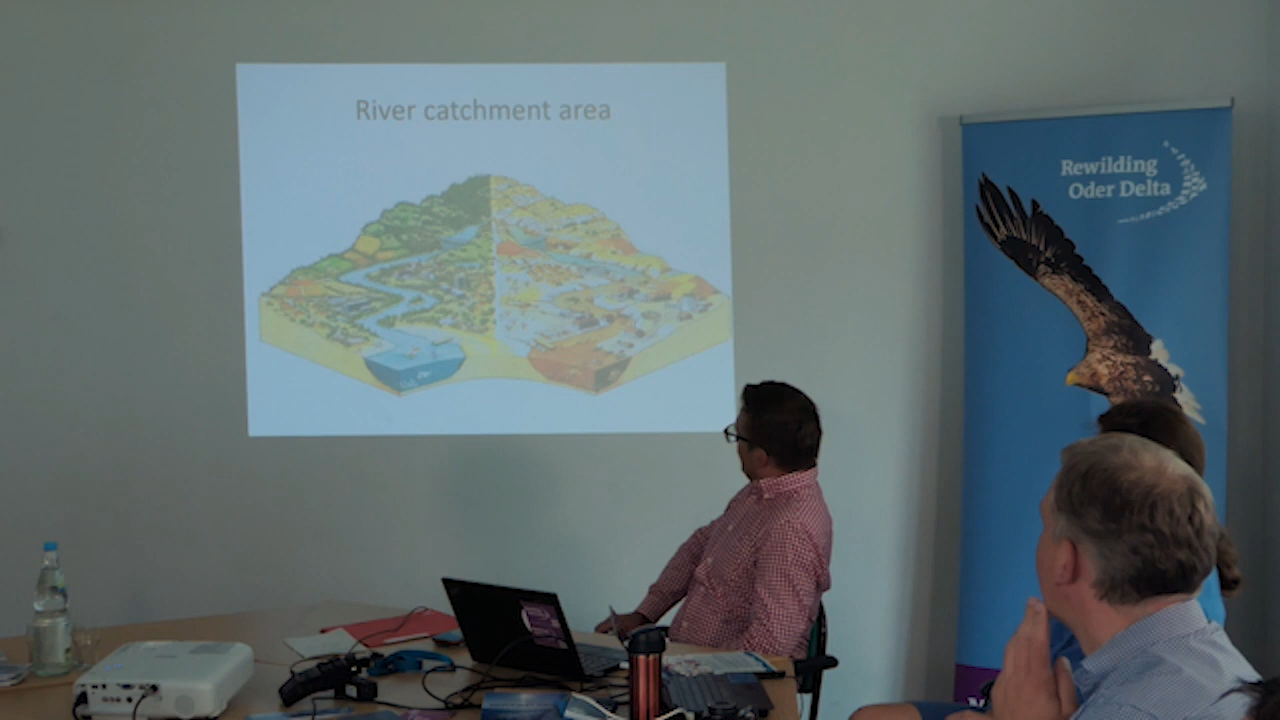 River catchment area
Rewilding
Oder Delta